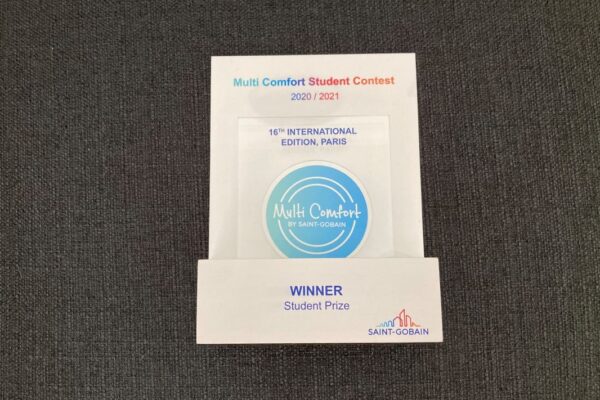 Multi Comfort Student Contest
2020 / 2021
16TH INTERNATIONAL
EDITION, PARIS
Multi Comfort
BY SAINT-GOBAIN
WINNER
Student Prize
SAINT-GOBAIN